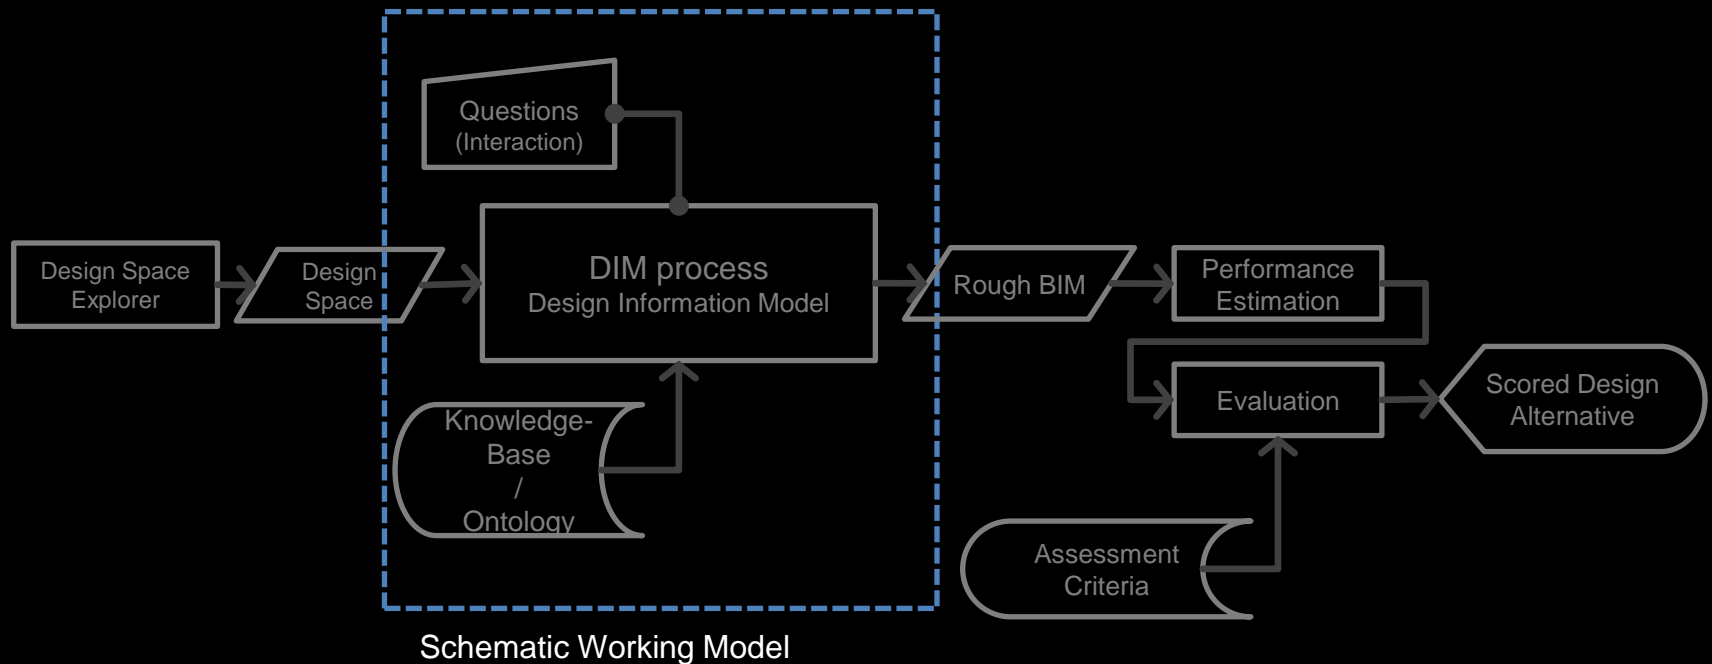 Questions
(Interaction)
Design Space
Explorer
Design
Space
DIM process
Design Information Model
Rough BIM
Performance
Estimation
Knowledge-
Base
/
Ontology
Evaluation
Scored Design
Alternative
Assessment
Criteria
Schematic Working Model